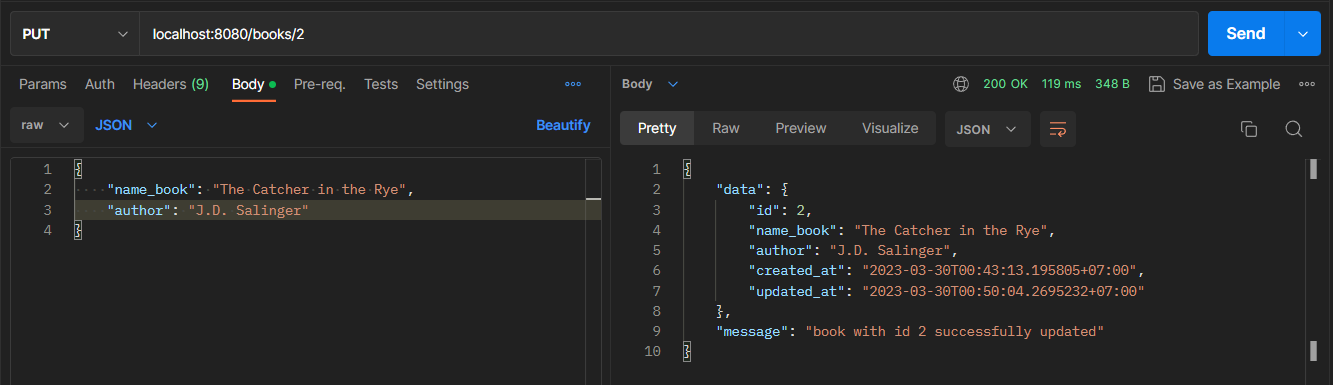 PUT localhost:8080/books/2 Send
Params Auth Headers (9) Body Pre-req. Tests Settings
raw JSON Beautify
1 {
2 "name_book": "The Catcher in the Rye",
3 "author": "J.D. Salinger"
4 }
Body 200 OK 119 ms 348 B Save as Example
Pretty Raw Preview Visualize JSON
1 {
2 "data": {
3 "id": 2,
4 "name_book": "The Catcher in the Rye",
5 "author": "J.D. Salinger",
6 "created_at": "2023-03-30T00:43:13.195805+07:00",
7 "updated_at": "2023-03-30T00:50:04.2695232+07:00"
8 },
9 "message": "book with id 2 successfully updated"
10 }